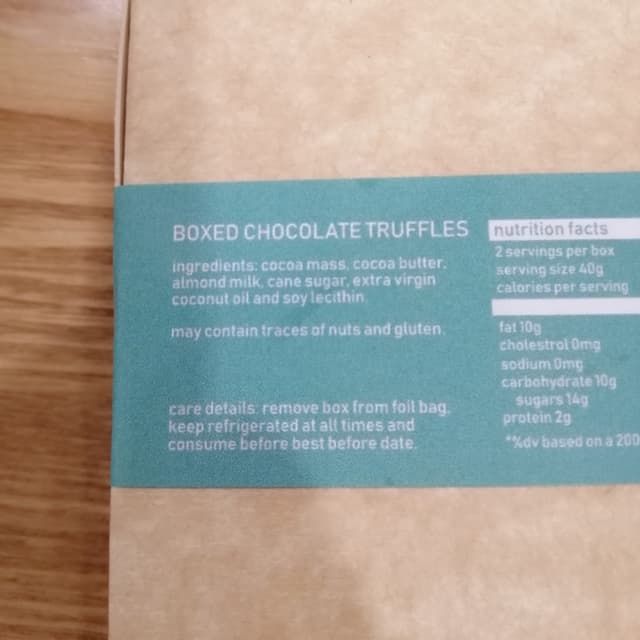 BOXED CHOCOLATE TRUFFLES
ingredients: cocoa mass, cocoa butter,
almond milk, cane sugar, extra virgin
coconut oil and soy lecithin.
may contain traces of nuts and gluten.
care details: remove box from foil bag,
keep refrigerated at all times and
consume before best before date.
nutrition facts
2 servings per box
serving size 40g
calories per serving
fat 10g
cholestrol 0mg
sodium 0mg
carbohydrate 10g
sugars 14g
protein 2g
*%dv based on a 200